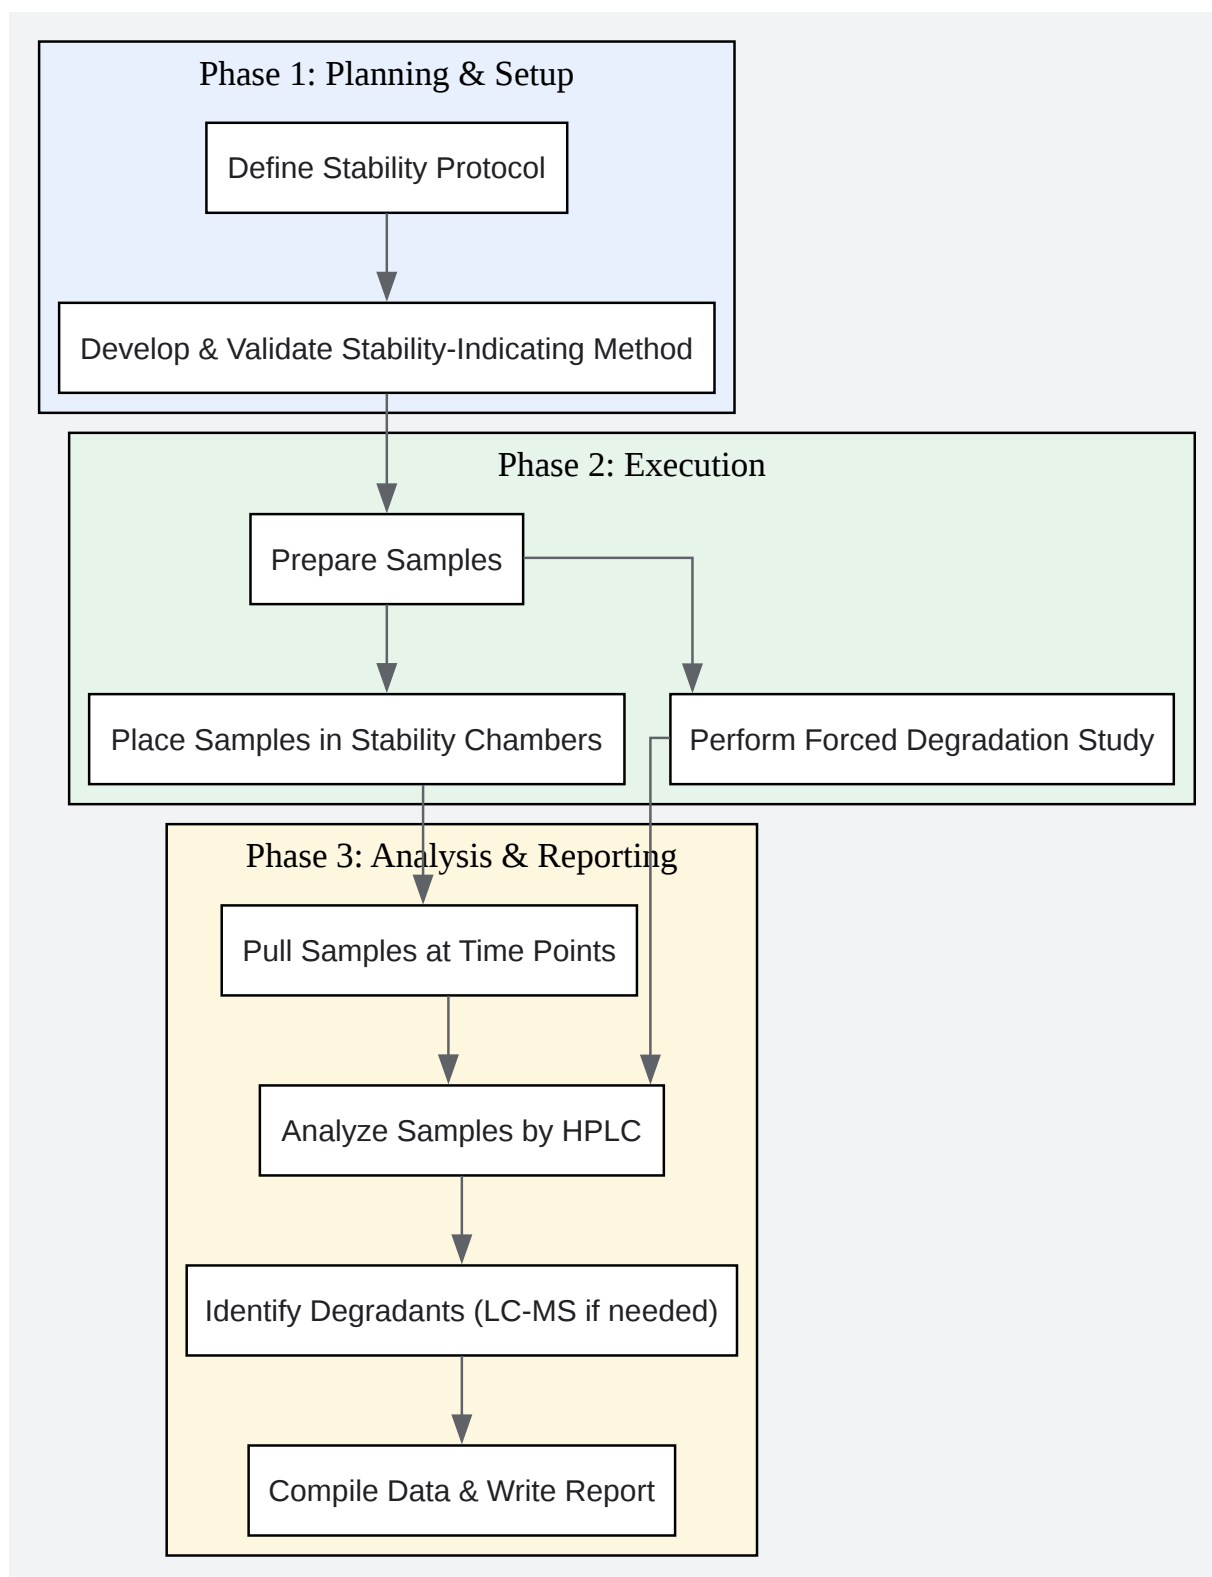 Phase 1: Planning & Setup
Define Stability Protocol
Develop & Validate Stability-Indicating Method
Phase 2: Execution
Prepare Samples
Place Samples in Stability Chambers
Perform Forced Degradation Study
Phase 3: Analysis & Reporting
Pull Samples at Time Points
Analyze Samples by HPLC
Identify Degradants (LC-MS if needed)
Compile Data & Write Report